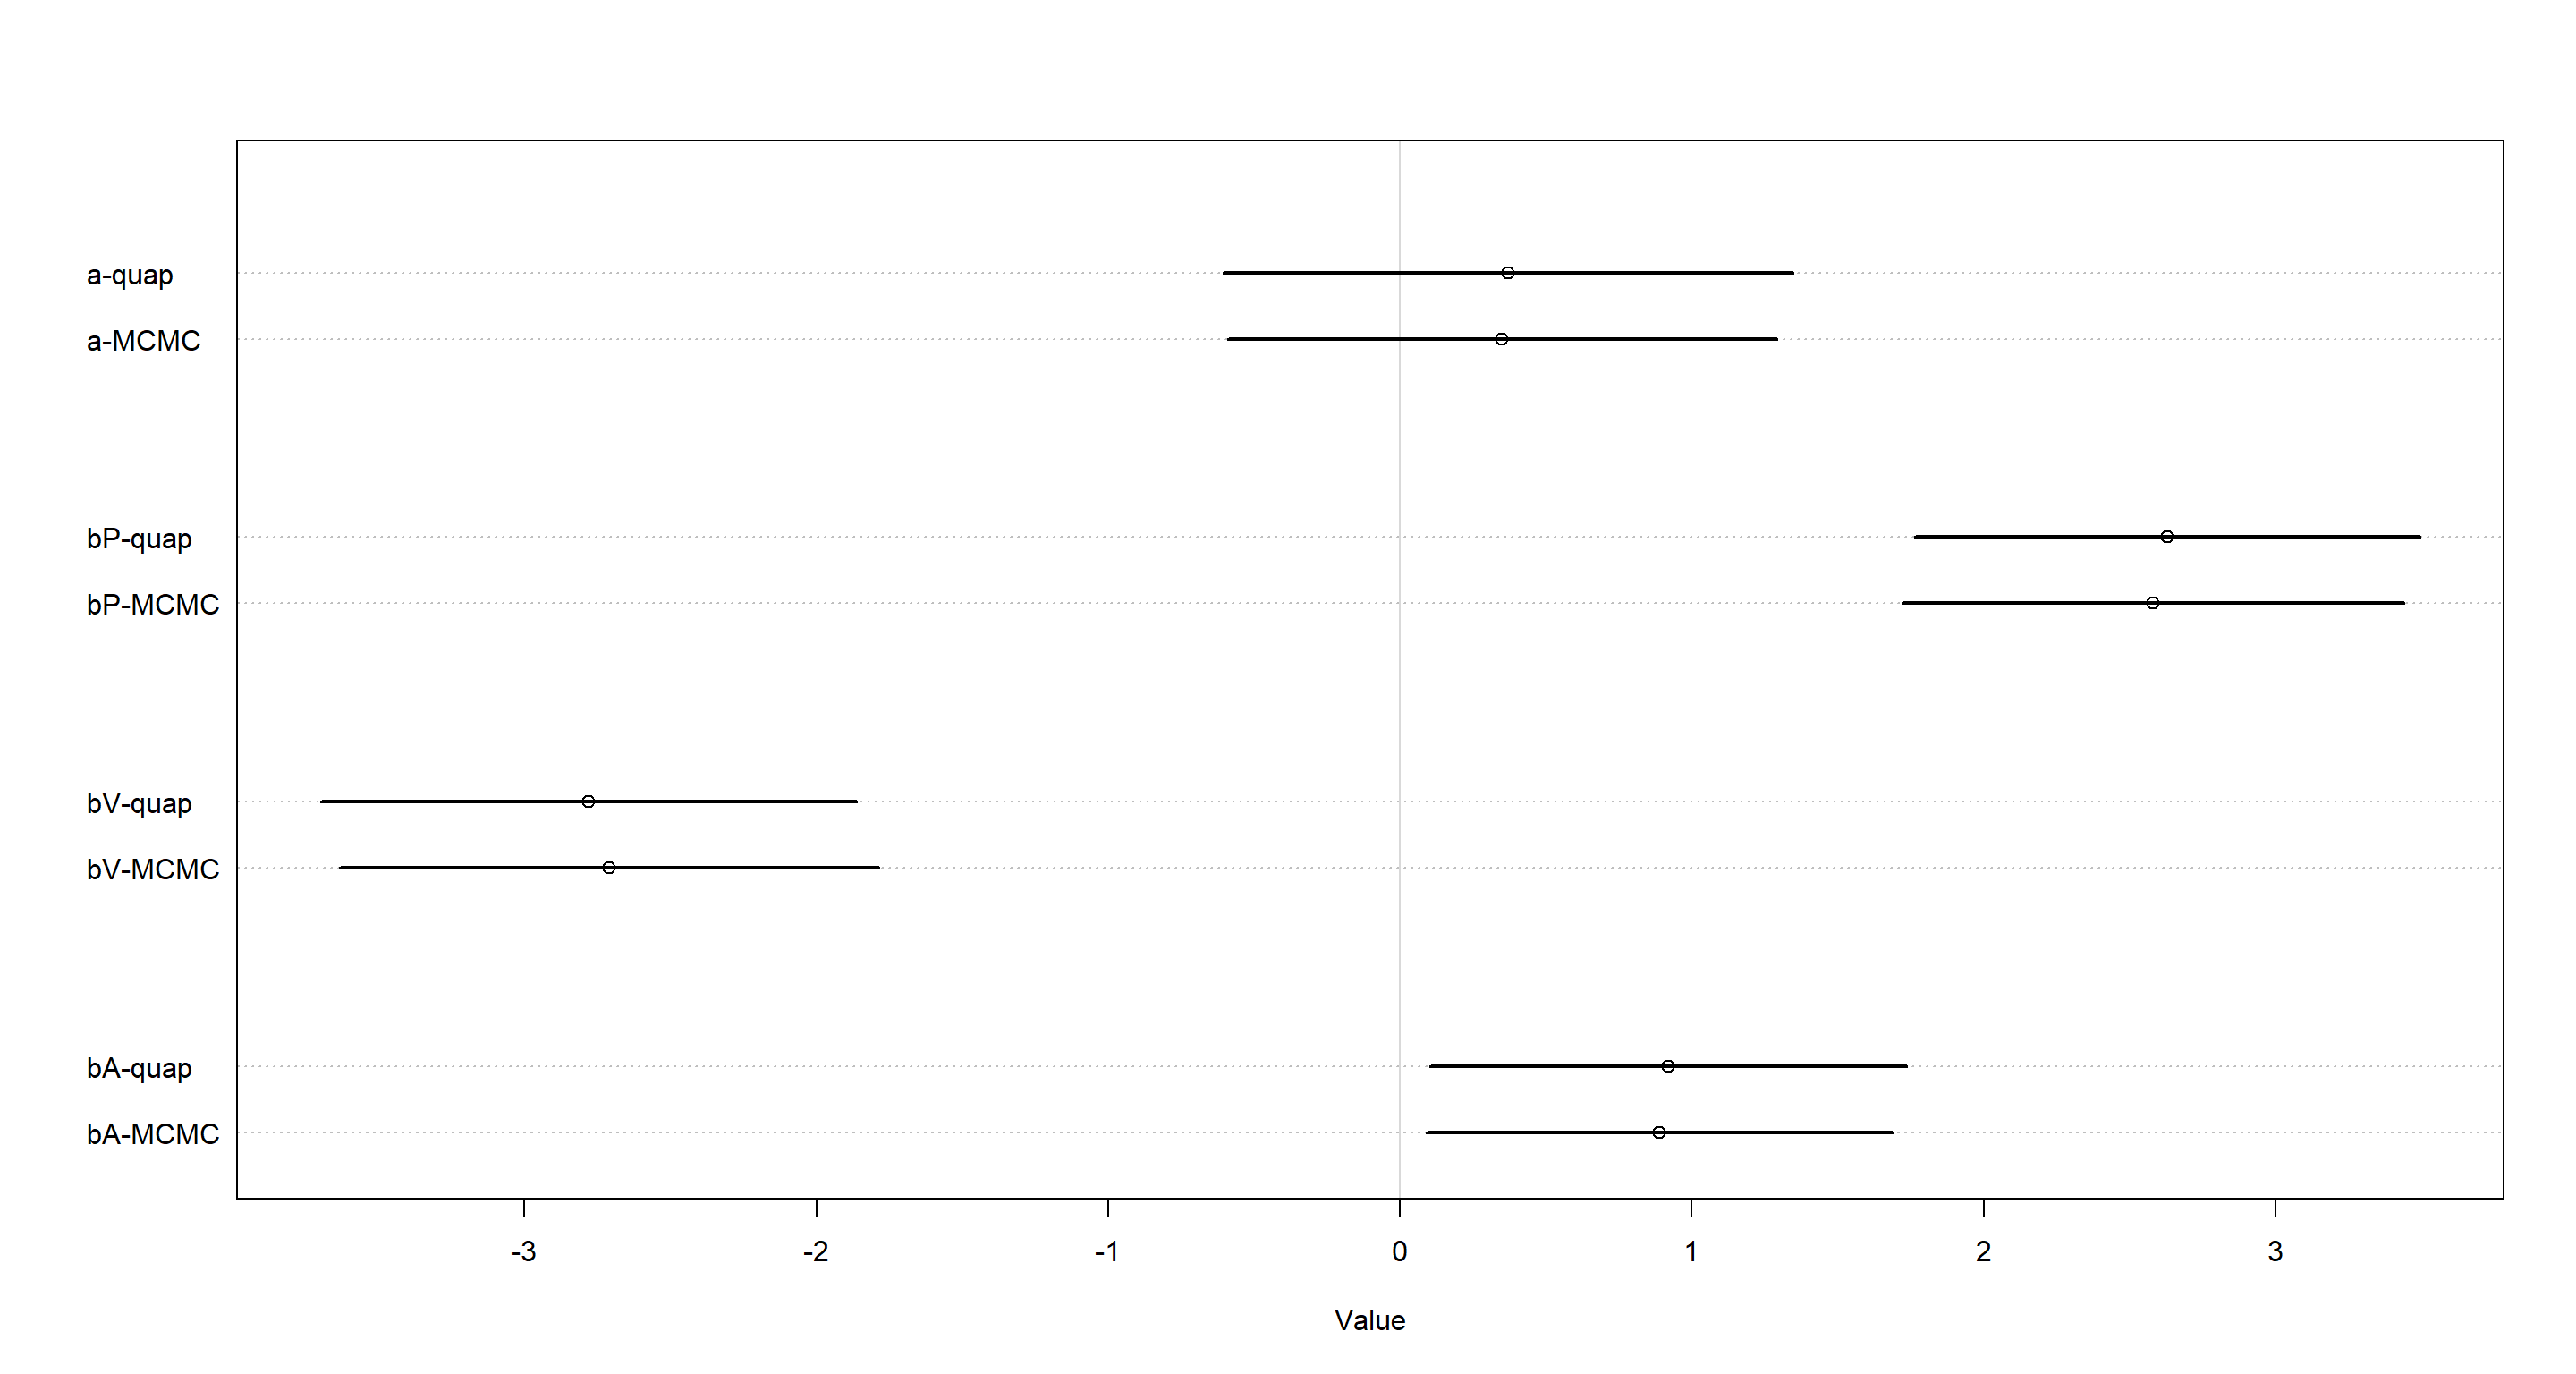 a-quap
a-MCMC
bP-quap
bP-MCMC
bV-quap
bV-MCMC
bA-quap
bA-MCMC
-3 -2 -1 0 1 2 3
Value